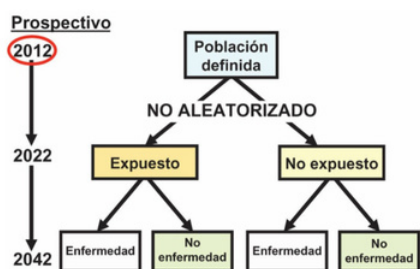 Prospectivo
2012
Población
definida
NO ALEATORIZADO
2022
Expuesto
No expuesto
2042
Enfermedad
No
enfermedad
Enfermedad
No
enfermedad